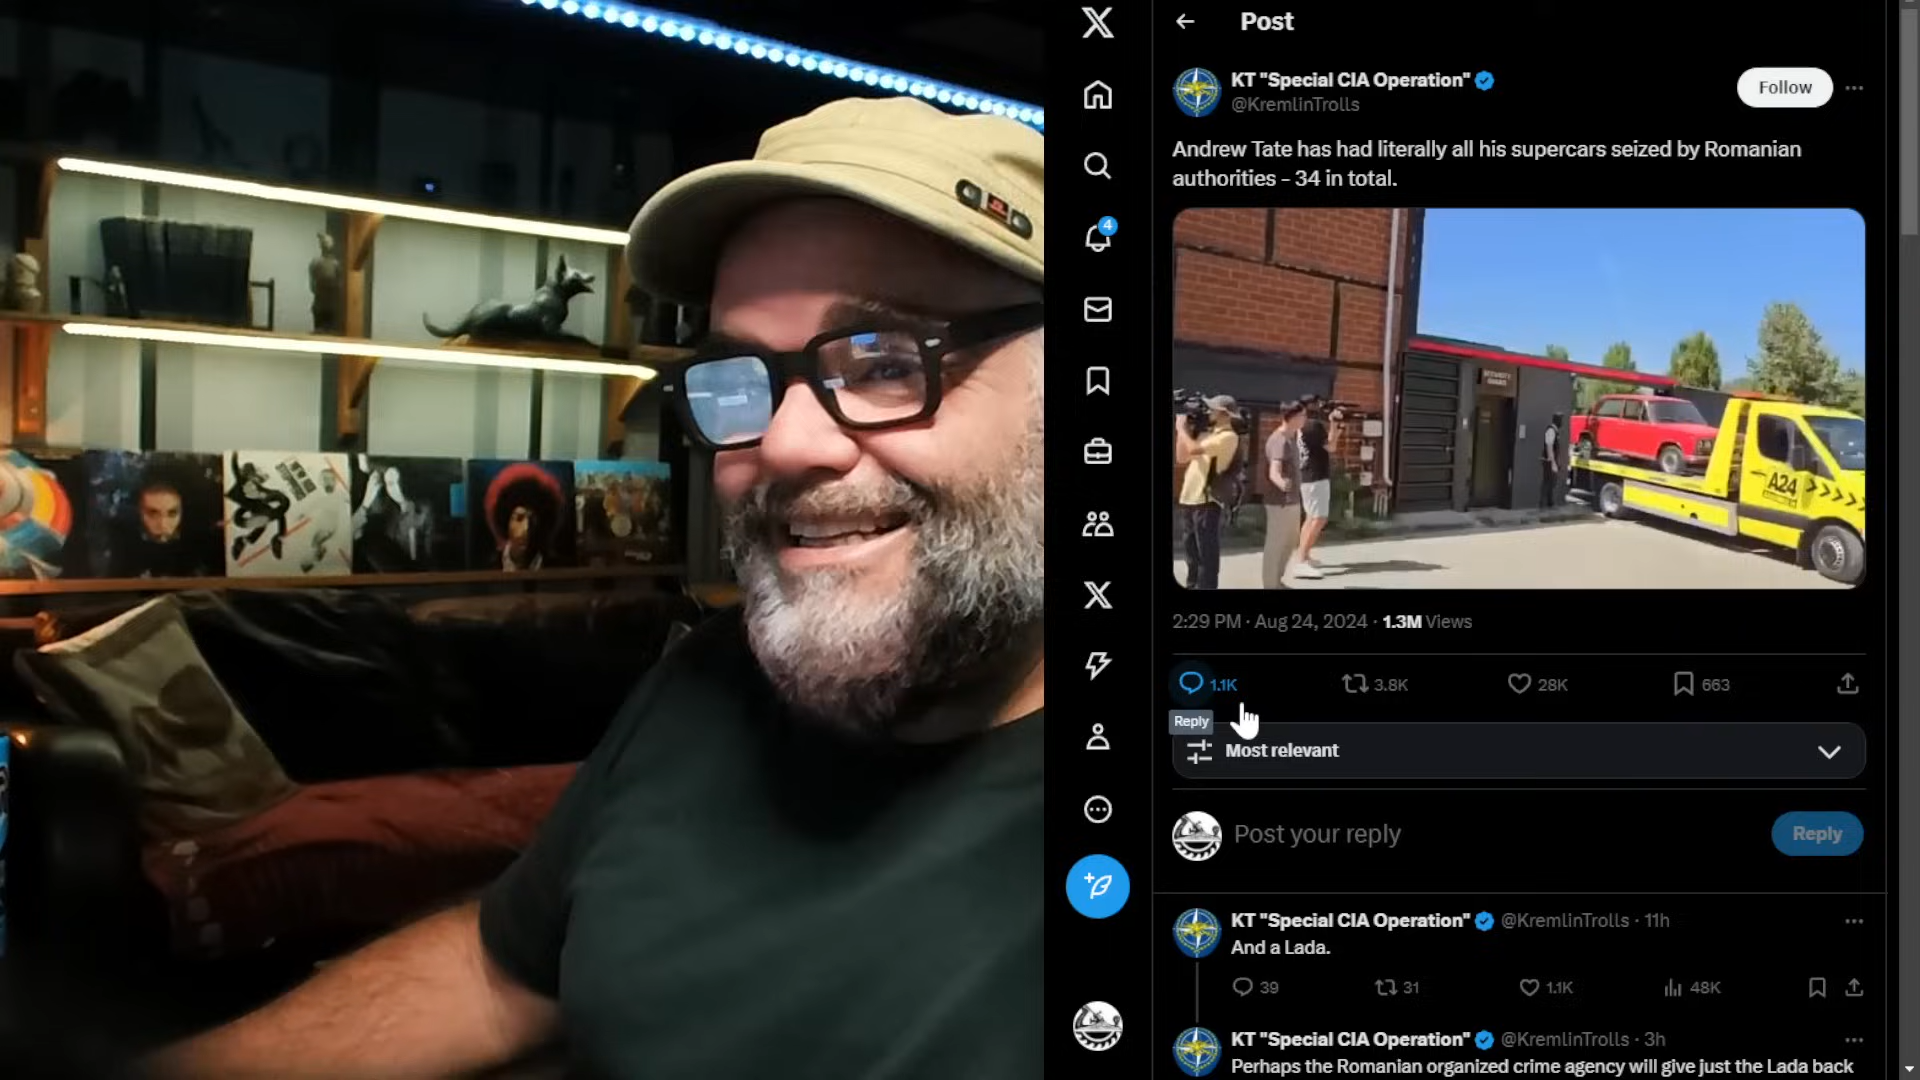 Post
KT "Special CIA Operation"
@KremlinTrolls
Follow
Andrew Tate has had literally all his supercars seized by Romanian
authorities - 34 in total.
A24
2:29 PM · Aug 24, 2024 · 1.3M Views
1.1K
3.8K
28K
663
Reply
Most relevant
Post your reply
Reply
KT "Special CIA Operation" @KremlinTrolls · 11h
And a Lada.
39
31
1.1K
48K
KT "Special CIA Operation" @KremlinTrolls · 3h
Perhaps the Romanian organized crime agency will give just the Lada back
4